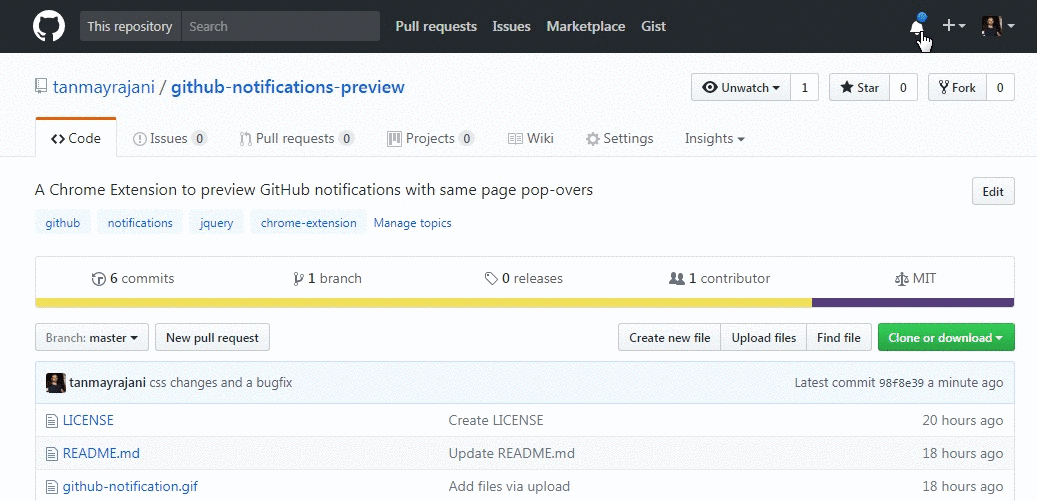 This repository Search Pull requests Issues Marketplace Gist
tanmayrajani / github-notifications-preview Unwatch 1 Star 0 Fork 0
Code Issues 0 Pull requests 0 Projects 0 Wiki Settings Insights
A Chrome Extension to preview GitHub notifications with same page pop-overs Edit
github notifications jquery chrome-extension Manage topics
6 commits 1 branch 0 releases 1 contributor MIT
Branch: master New pull request Create new file Upload files Find file Clone or download
tanmayrajani css changes and a bugfix Latest commit 98f8e39 a minute ago
LICENSE Create LICENSE 20 hours ago
README.md Update README.md 18 hours ago
github-notification.gif Add files via upload 18 hours ago